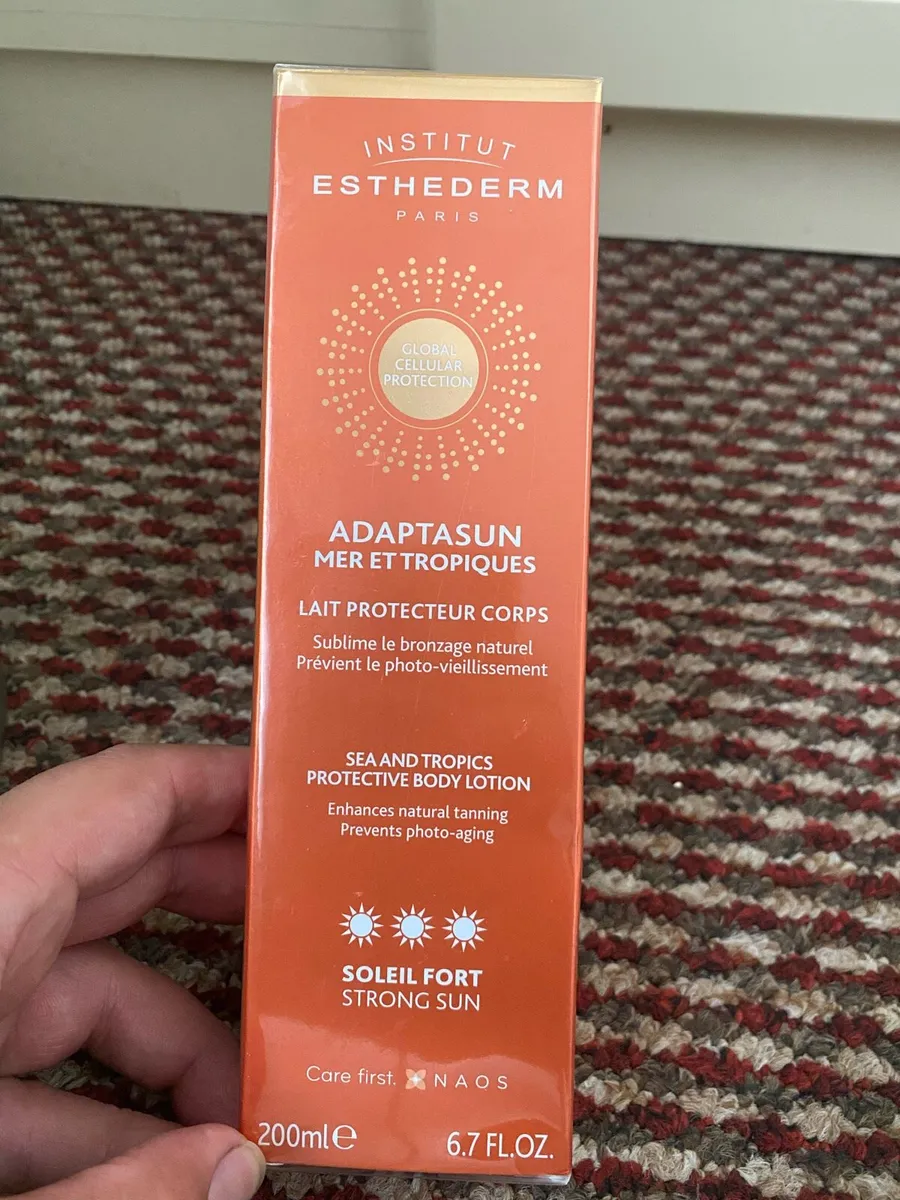 INSTITUT
ESTHEDERM
PARIS
GLOBAL
CELLULAR
PROTECTION
ADAPTASUN
MER ET TROPIQUES
LAIT PROTECTEUR CORPS
Sublime le bronzage naturel
Prévient le photo-vieillissement
SEA AND TROPICS
PROTECTIVE BODY LOTION
Enhances natural tanning
Prevents photo-aging
SOLEIL FORT
STRONG SUN
Care first. NAOS
200ml℮ 6.7 FL.OZ.